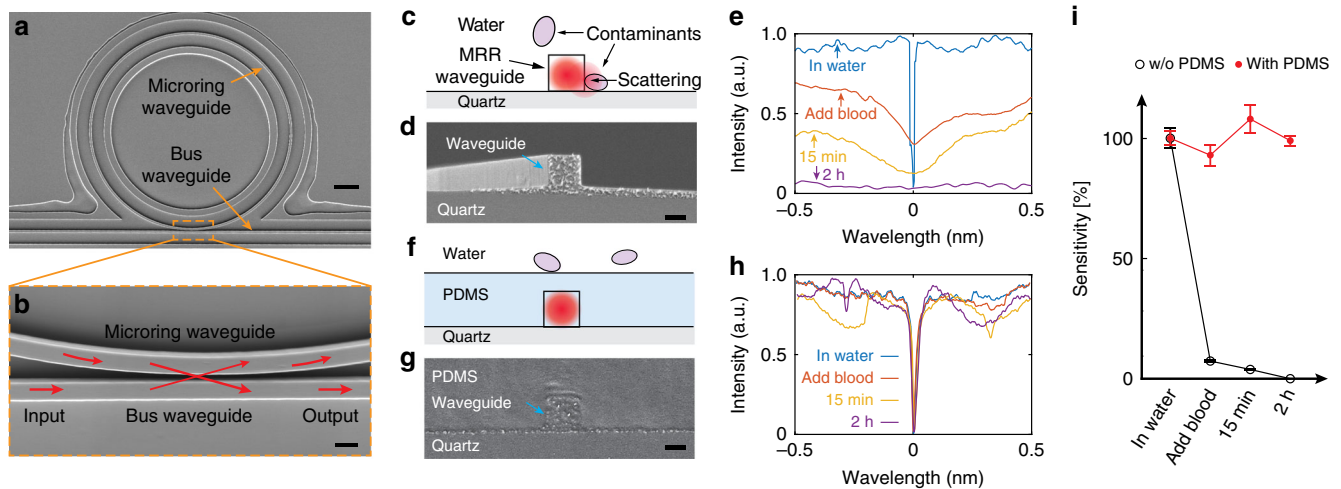 a
Microring
waveguide
Bus
waveguide
b
Microring waveguide
Input
Bus waveguide
Output
c
Water
Contaminants
MRR
waveguide
Scattering
Quartz
d
Waveguide
Quartz
f
Water
PDMS
Quartz
g
PDMS
Waveguide
Quartz
e
Intensity (a.u.)
1.0
0.5
0
In water
Add blood
15 min
2 h
−0.5
0
0.5
Wavelength (nm)
h
Intensity (a.u.)
1.0
0.5
0
In water
Add blood
15 min
2 h
−0.5
0
0.5
Wavelength (nm)
i
w/o PDMS
With PDMS
Sensitivity [%]
100
100
0
In water
Add blood
15 min
2 h